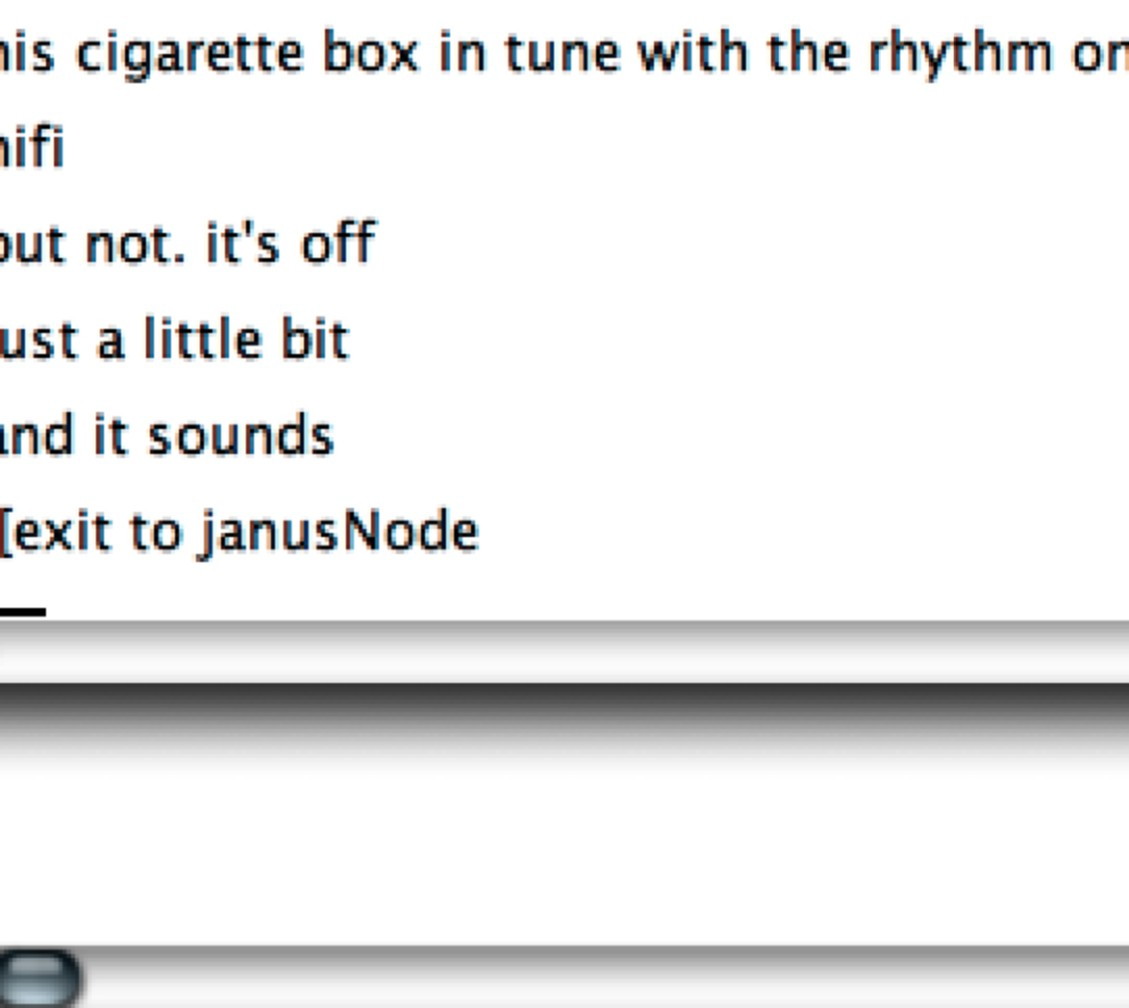 his cigarette box in tune with the rhythm on
hifi
but not. it's off
just a little bit
and it sounds
[exit to janusNode